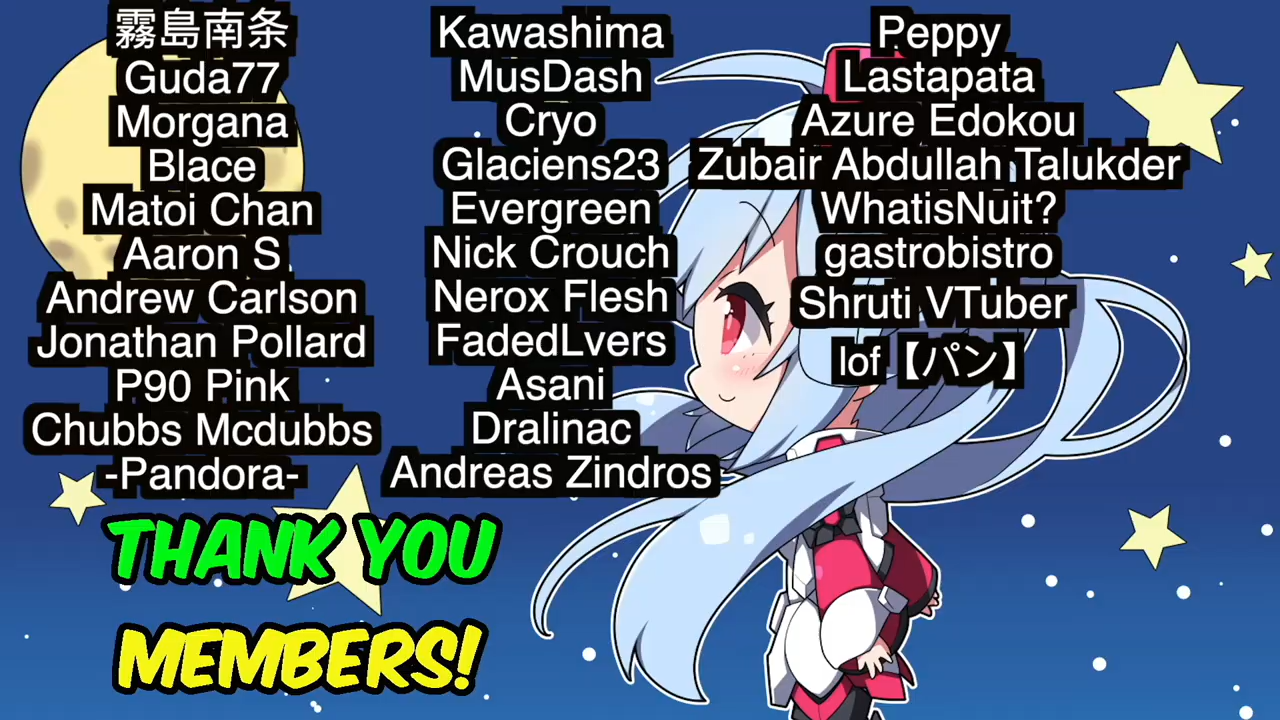 霧島南条
Guda77
Morgana
Blace
Matoi Chan
Aaron S
Andrew Carlson
Jonathan Pollard
P90 Pink
Chubbs Mcdubbs
-Pandora-
Kawashima
MusDash
Cryo
Glaciens23
Evergreen
Nick Crouch
Nerox Flesh
FadedLvers
Asani
Dralinac
Andreas Zindros
Peppy
Lastapata
Azure Edokou
Zubair Abdullah Talukder
WhatisNuit?
gastrobistro
Shruti VTuber
lof【パン】
THANK YOU
MEMBERS!